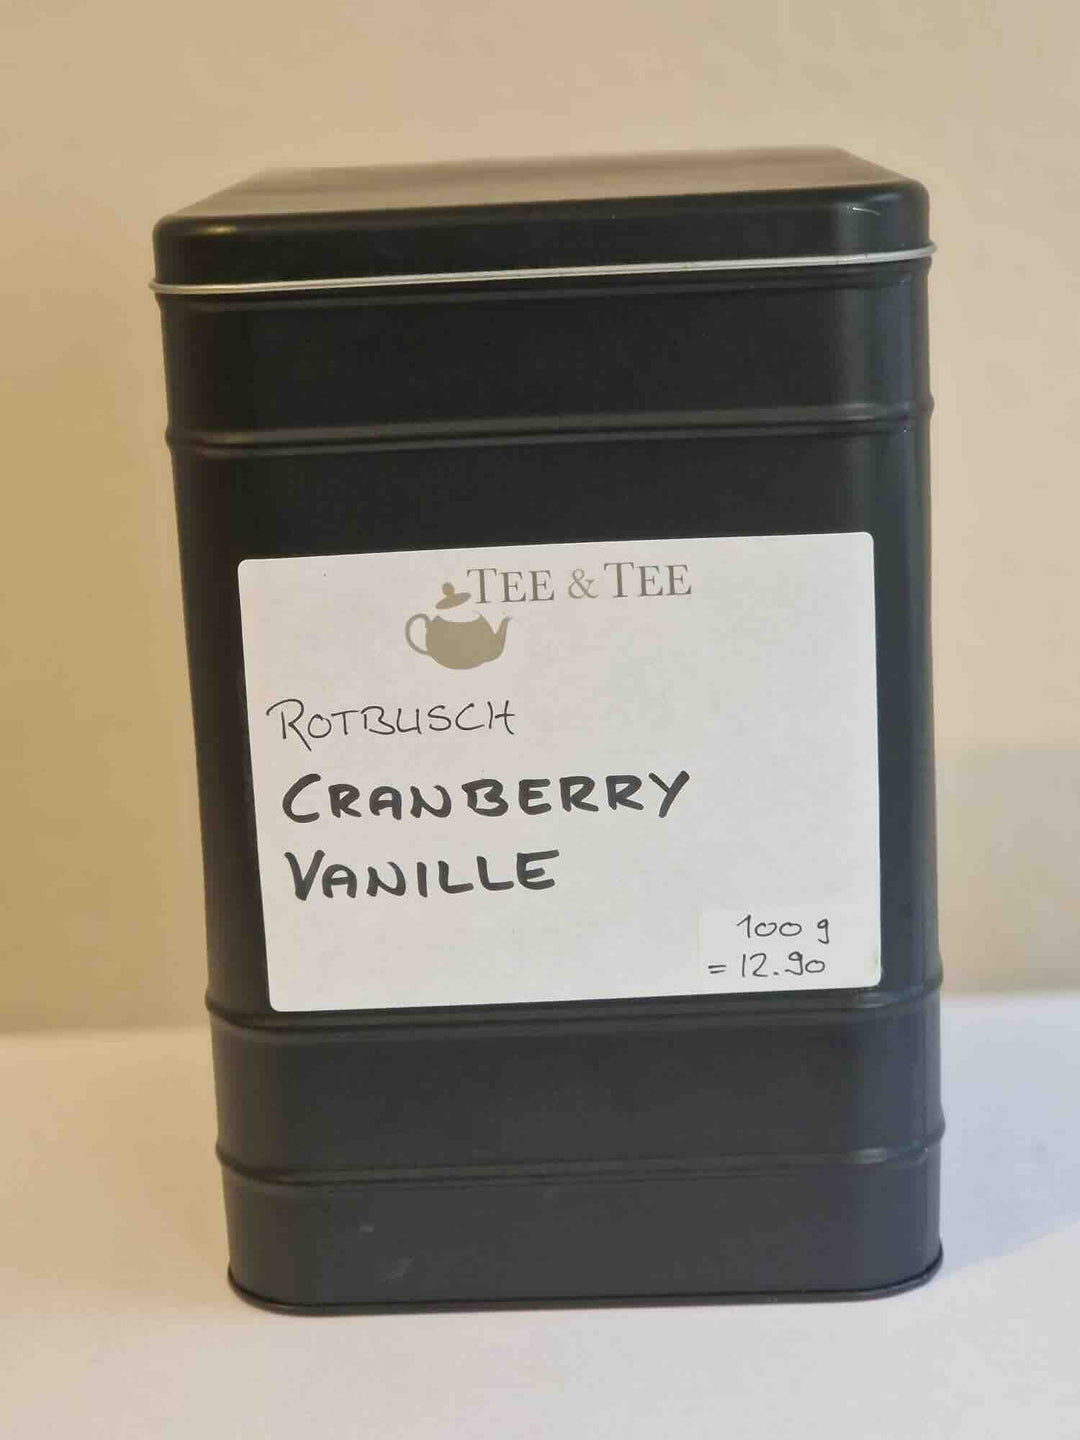 TEE & TEE
ROTBUSCH
CRANBERRY
VANILLE
100 g
= 12.90